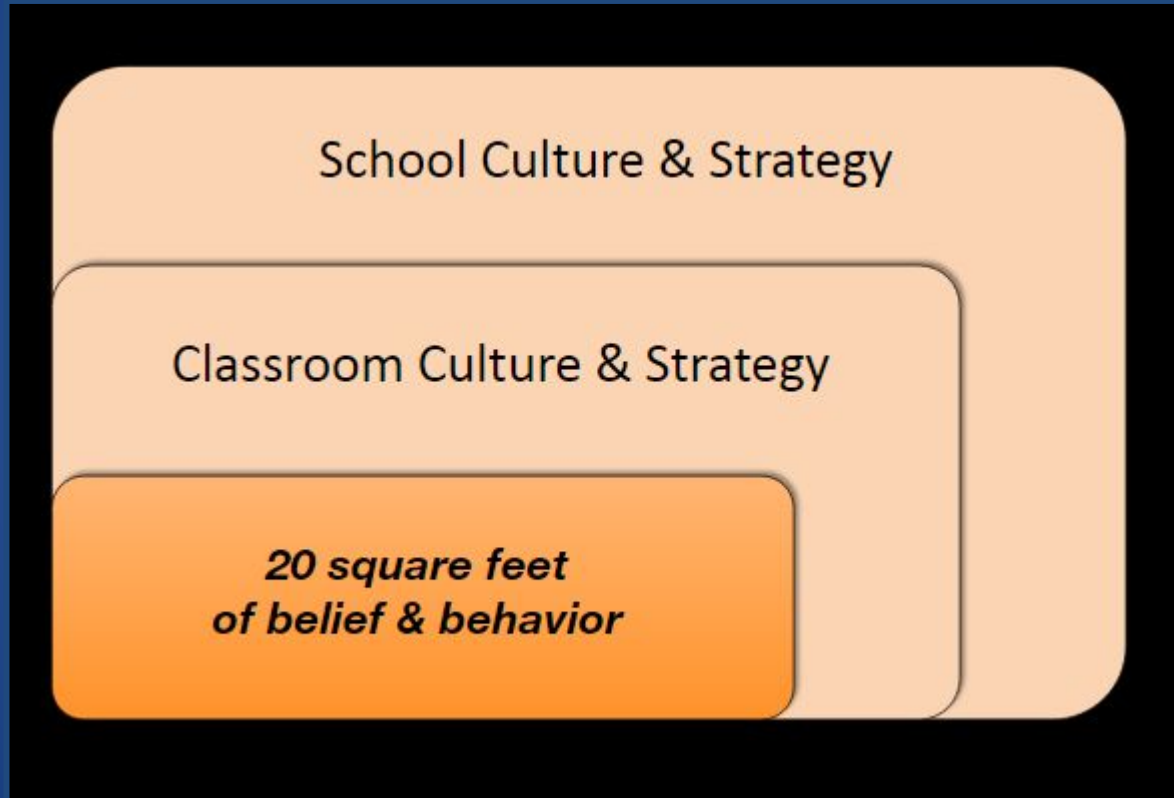 School Culture & Strategy
Classroom Culture & Strategy
20 square feet
of belief & behavior